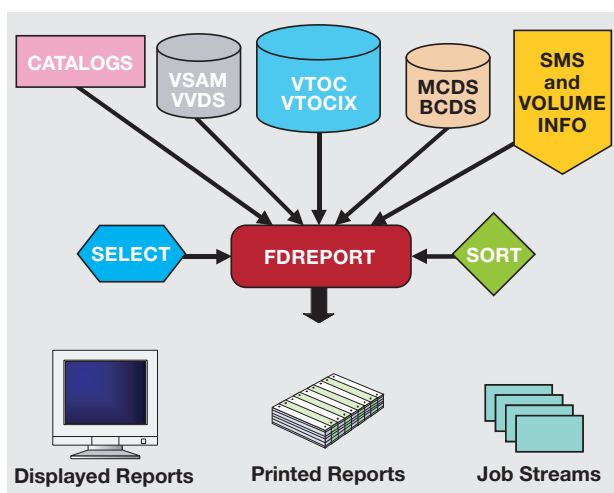 CATALOGS
VSAM
VVDS
VTOC
VTOCIX
MCDS
BCDS
SMS
and
VOLUME
INFO
SELECT
FDREPORT
SORT
Displayed Reports
Printed Reports
Job Streams